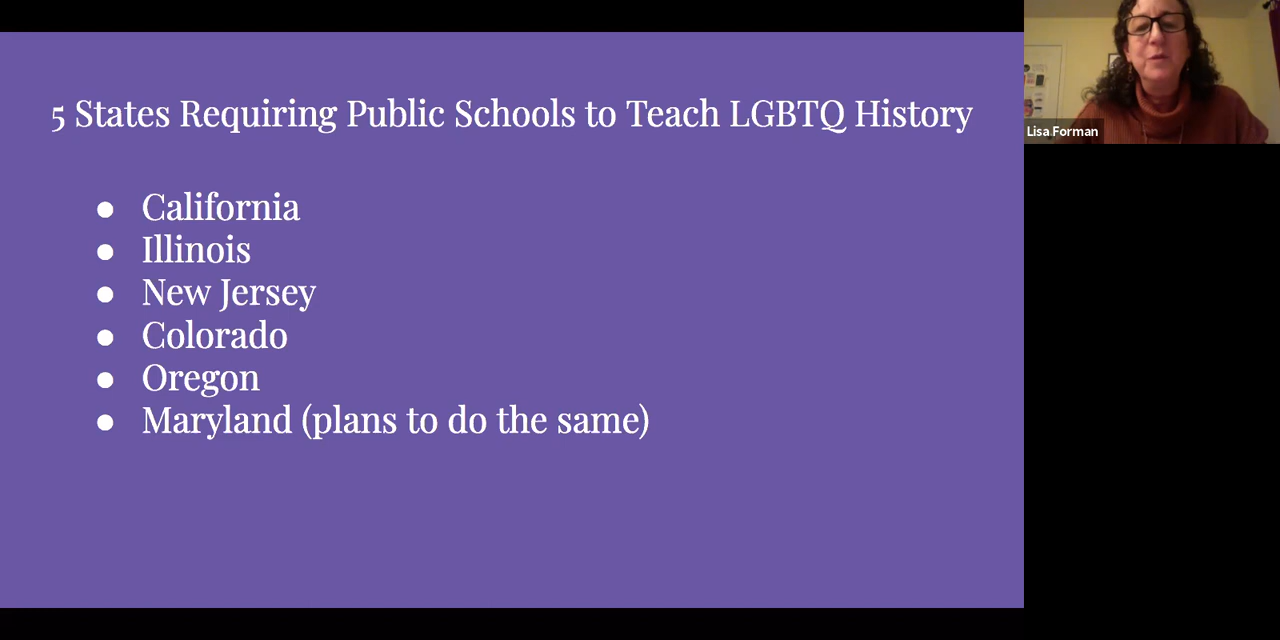 5 States Requiring Public Schools to Teach LGBTQ History
● California
● Illinois
● New Jersey
● Colorado
● Oregon
● Maryland (plans to do the same)
Lisa Forman